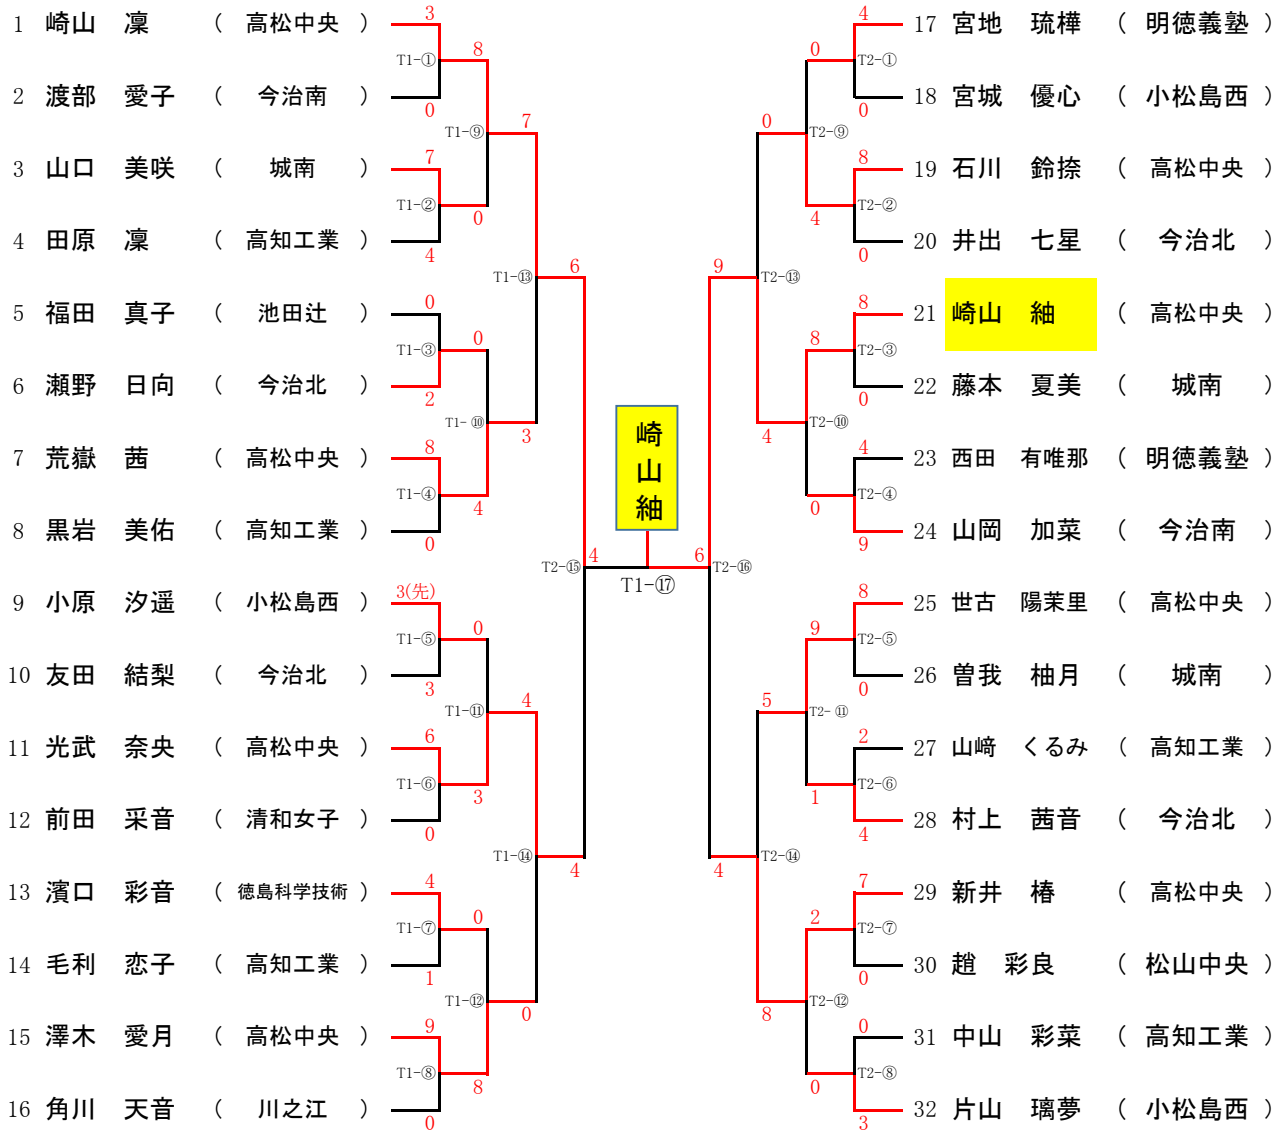 1 崎山 凜 ( 高松中央 )
3
T1-①
2 渡部 愛子 ( 今治南 )
0
8
T1-⑨
3 山口 美咲 ( 城南 )
7
T1-②
4 田原 凜 ( 高知工業 )
4
0
7
T1-⑬
5 福田 真子 ( 池田辻 )
0
T1-③
6 瀬野 日向 ( 今治北 )
2
0
T1-⑩
7 荒嶽 茜 ( 高松中央 )
8
T1-④
8 黒岩 美佑 ( 高知工業 )
0
4
3
6
T2-⑮
9 小原 汐遥 ( 小松島西 )
3(先)
T1-⑤
10 友田 結梨 ( 今治北 )
3
0
T1-⑪
11 光武 奈央 ( 高松中央 )
6
T1-⑥
12 前田 采音 ( 清和女子 )
0
3
4
T1-⑭
13 濱口 彩音 ( 徳島科学技術 )
4
T1-⑦
14 毛利 恋子 ( 高知工業 )
1
0
T1-⑫
15 澤木 愛月 ( 高松中央 )
9
T1-⑧
16 角川 天音 ( 川之江 )
0
8
0
4
崎山紬
4
6
T1-⑰
17 宮地 琉樺 ( 明徳義塾 )
4
T2-①
18 宮城 優心 ( 小松島西 )
0
0
T2-⑨
19 石川 鈴捺 ( 高松中央 )
8
T2-②
20 井出 七星 ( 今治北 )
0
4
0
T2-⑬
21 崎山 紬 ( 高松中央 )
8
T2-③
22 藤本 夏美 ( 城南 )
0
8
T2-⑩
23 西田 有唯那 ( 明徳義塾 )
4
T2-④
24 山岡 加菜 ( 今治南 )
9
0
4
9
T2-⑯
25 世古 陽茉里 ( 高松中央 )
8
T2-⑤
26 曽我 柚月 ( 城南 )
0
9
T2-⑪
27 山﨑 くるみ ( 高知工業 )
2
T2-⑥
28 村上 茜音 ( 今治北 )
4
1
5
T2-⑭
29 新井 椿 ( 高松中央 )
7
T2-⑦
30 趙 彩良 ( 松山中央 )
0
2
T2-⑫
31 中山 彩菜 ( 高知工業 )
0
T2-⑧
32 片山 璃夢 ( 小松島西 )
3
0
8
4